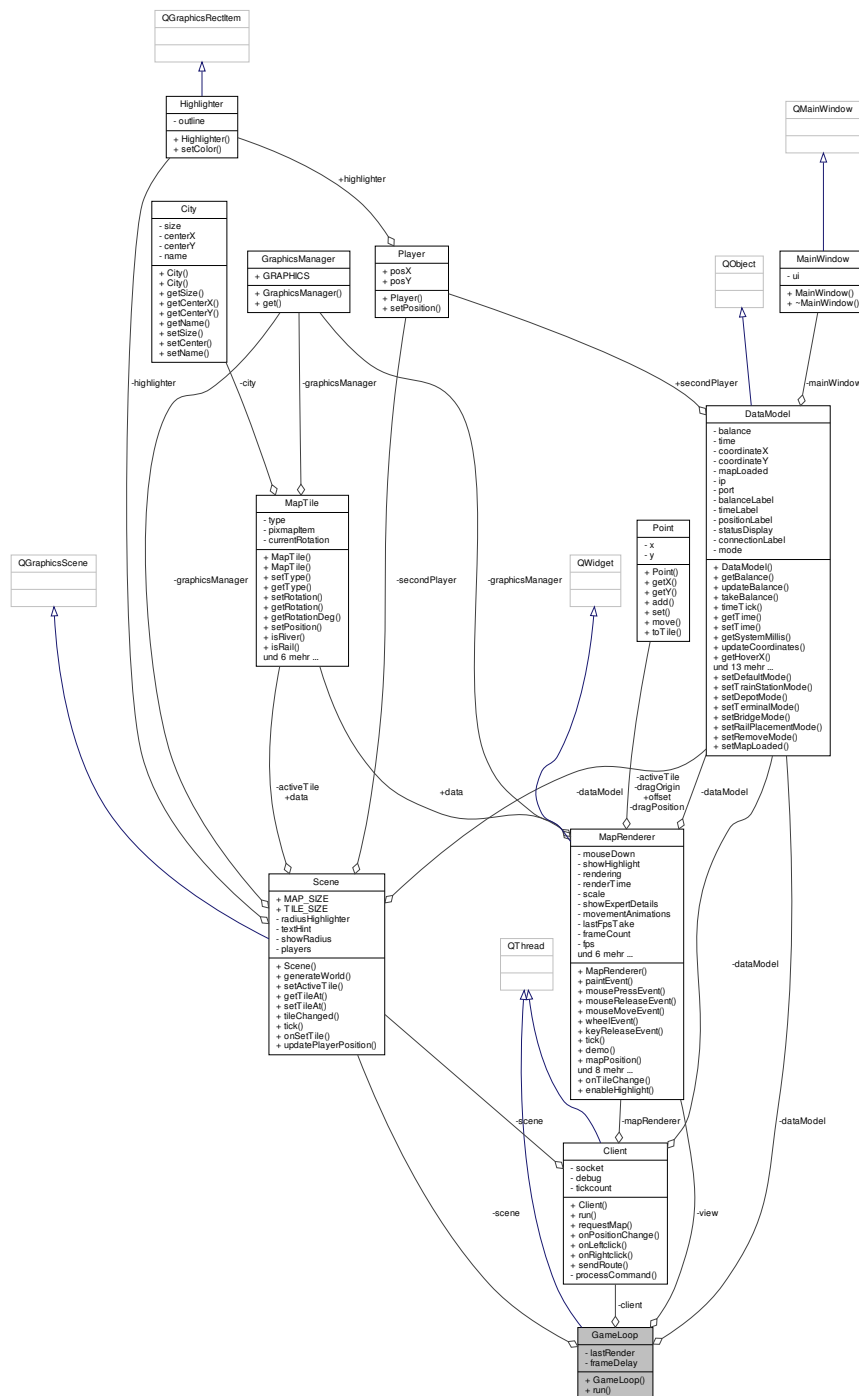 QGraphicsRectItem
Highlighter
- outline
+ Highlighter()
+ setColor()
QMainWindow
+highlighter
City
- size
- centerX
- centerY
- name
+ City()
+ City()
+ getSize()
+ getCenterX()
+ getCenterY()
+ getName()
+ setSize()
+ setCenter()
+ setName()
GraphicsManager
+ GRAPHICS
+ GraphicsManager()
+ get()
Player
+ posX
+ posY
+ Player()
+ setPosition()
QObject
MainWindow
- ui
+ MainWindow()
+ ~MainWindow()
-highlighter
-city
-graphicsManager
+secondPlayer
-mainWindow
DataModel
- balance
- time
- coordinateX
- coordinateY
- mapLoaded
- ip
- port
- balanceLabel
- timeLabel
- positionLabel
- statusDisplay
- connectionLabel
- mode
+ DataModel()
+ getBalance()
+ updateBalance()
+ takeBalance()
+ timeTick()
+ getTime()
+ setTime()
+ getSystemMillis()
+ updateCoordinates()
+ getHoverX()
und 13 mehr ...
+ setDefaultMode()
+ setTrainStationMode()
+ setDepotMode()
+ setTerminalMode()
+ setBridgeMode()
+ setRailPlacementMode()
+ setRemoveMode()
+ setMapLoaded()
MapTile
- type
- pixmapItem
- currentRotation
+ MapTile()
+ MapTile()
+ setType()
+ getType()
+ setRotation()
+ getRotation()
+ getRotationDeg()
+ setPosition()
+ isRiver()
+ isRail()
und 6 mehr ...
Point
- x
- y
+ Point()
+ getX()
+ getY()
+ add()
+ set()
+ move()
+ toTile()
QGraphicsScene
-graphicsManager
-secondPlayer
-graphicsManager
QWidget
-activeTile
+data
+data
-dataModel
-activeTile
-dragOrigin
+offset
-dragPosition
-dataModel
Scene
+ MAP_SIZE
+ TILE_SIZE
- radiusHighlighter
- textHint
- showRadius
- players
+ Scene()
+ generateWorld()
+ setActiveTile()
+ getTileAt()
+ setTileAt()
+ tileChanged()
+ tick()
+ onSetTile()
+ updatePlayerPosition()
MapRenderer
- mouseDown
- showHighlight
- rendering
- renderTime
- scale
- showExpertDetails
- movementAnimations
- lastFpsTake
- frameCount
- fps
und 6 mehr ...
+ MapRenderer()
+ paintEvent()
+ mousePressEvent()
+ mouseReleaseEvent()
+ mouseMoveEvent()
+ wheelEvent()
+ keyReleaseEvent()
+ tick()
+ demo()
+ mapPosition()
und 8 mehr ...
+ onTileChange()
+ enableHighlight()
QThread
-dataModel
-scene
-mapRenderer
-dataModel
Client
- socket
- debug
- tickcount
+ Client()
+ run()
+ requestMap()
+ onPositionChange()
+ onLeftclick()
+ onRightclick()
+ sendRoute()
- processCommand()
-scene
-view
-client
GameLoop
- lastRender
- frameDelay
+ GameLoop()
+ run()